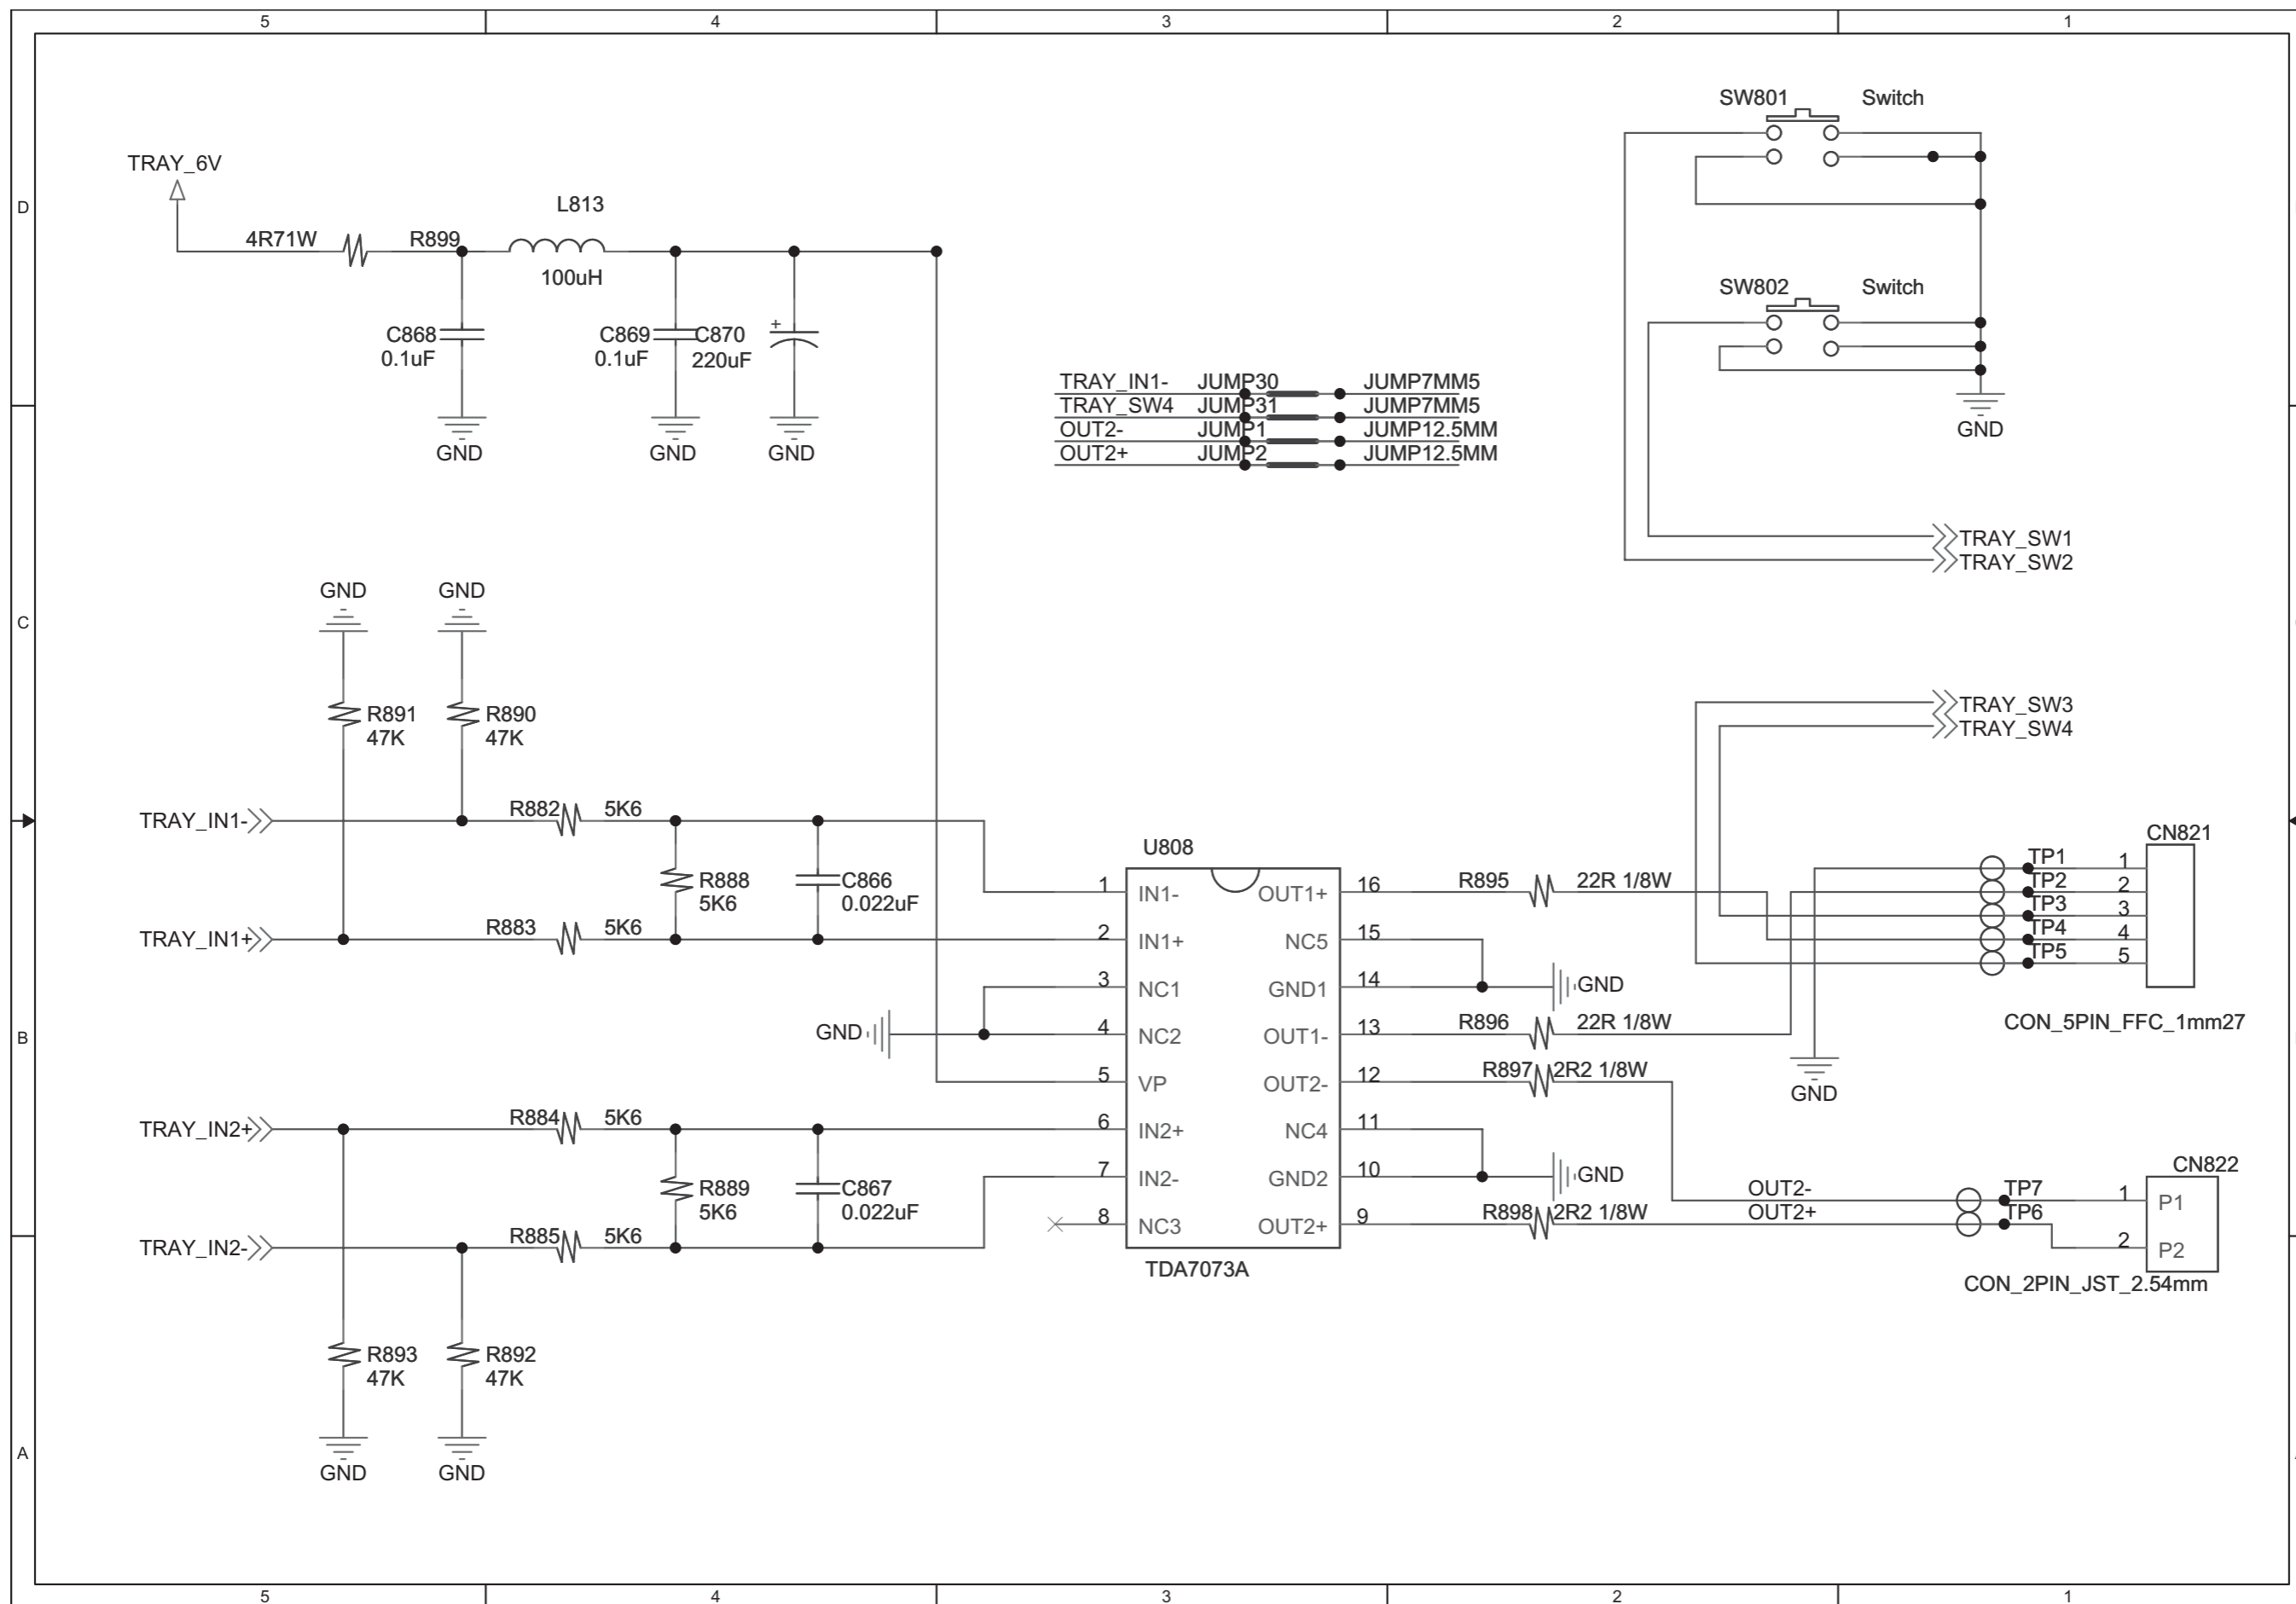 5 4 3 2 1
SW801 Switch
TRAY_6V
D
L813
4R71W R899
100uH
SW802 Switch
C868 C869 C870
0.1uF 0.1uF 220uF
TRAY_IN1- JUMP30 JUMP7MM5
TRAY_SW4 JUMP31 JUMP7MM5
OUT2- JUMP1 JUMP12.5MM
OUT2+ JUMP2 JUMP12.5MM
GND
GND GND GND
TRAY_SW1
TRAY_SW2
GND GND
C
TRAY_SW3
TRAY_SW4
R891 R890
47K 47K
TRAY_IN1- R882 5K6
CN821
U808
R888 C866
5K6 0.022uF
1 IN1- OUT1+ 16 R895 22R 1/8W
TP1 1
TP2 2
TP3 3
TP4 4
TP5 5
TRAY_IN1+ R883 5K6
2 IN1+ NC5 15
3 NC1 GND1 14 GND
CON_5PIN_FFC_1mm27
B
GND 4 NC2 OUT1- 13 R896 22R 1/8W
5 VP OUT2- 12 R897 2R2 1/8W
GND
TRAY_IN2+ R884 5K6
6 IN2+ NC4 11
7 IN2- GND2 10 GND
CN822
R889 C867
5K6 0.022uF
OUT2- TP7 1 P1
OUT2+ TP6
8 NC3 OUT2+ 9 R898 2R2 1/8W
TRAY_IN2- R885 5K6
2 P2
TDA7073A
CON_2PIN_JST_2.54mm
R893 R892
47K 47K
A
GND GND
5 4 3 2 1